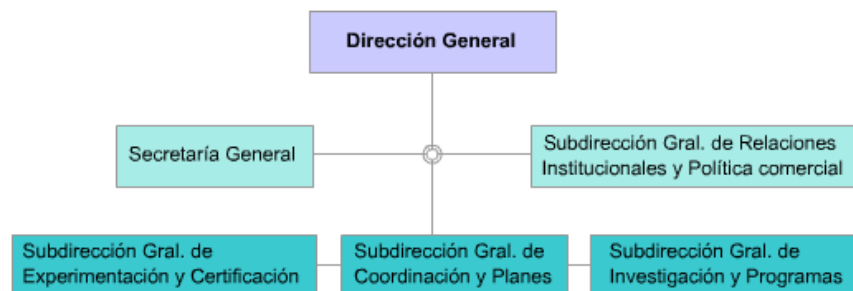 Dirección General
Secretaría General
Subdirección Gral. de Relaciones
Institucionales y Política comercial
Subdirección Gral. de
Experimentación y Certificación
Subdirección Gral. de
Coordinación y Planes
Subdirección Gral. de
Investigación y Programas